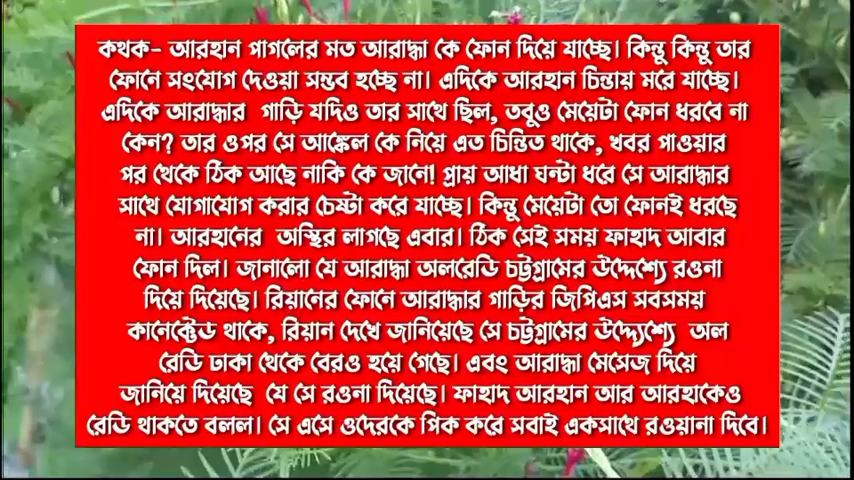 কথক- আরহান পাগলের মত আরাদ্ধা কে ফোন দিয়ে যাচ্ছে। কিন্তু কিন্তু তার
ফোনে সংযোগ দেওয়া সম্ভব হচ্ছে না। এদিকে আরহান চিন্তায় মরে যাচ্ছে।
এদিকে আরাদ্ধার গাড়ি যদিও তার সাথে ছিল, তবুও মেয়েটা ফোন ধরবে না
কেন? তার ওপর সে আঙ্কেল কে নিয়ে এত চিন্তিত থাকে, খবর পাওয়ার
পর থেকে ঠিক আছে নাকি কে জানে! প্রায় আধা ঘন্টা ধরে সে আরাদ্ধার
সাথে যোগাযোগ করার চেষ্টা করে যাচ্ছে। কিন্তু মেয়েটা তো ফোনই ধরছে
না। আরহানের অস্থির লাগছে এবার। ঠিক সেই সময় ফাহাদ আবার
ফোন দিল। জানালো যে আরাদ্ধা অলরেডি চট্টগ্রামের উদ্দেশ্যে রওনা
দিয়ে দিয়েছে। রিয়ানের ফোনে আরাদ্ধার গাড়ির জিপিএস সবসময়
কানেক্টেড থাকে, রিয়ান দেখে জানিয়েছে সে চট্টগ্রামের উদ্দ্যেশ্যে অল
রেডি ঢাকা থেকে বেরও হয়ে গেছে। এবং আরাদ্ধা মেসেজ দিয়ে
জানিয়ে দিয়েছে যে সে রওনা দিয়েছে। ফাহাদ আরহান আর আরহাকেও
রেডি থাকতে বলল। সে এসে ওদেরকে পিক করে সবাই একসাথে রওয়ানা দিবে।